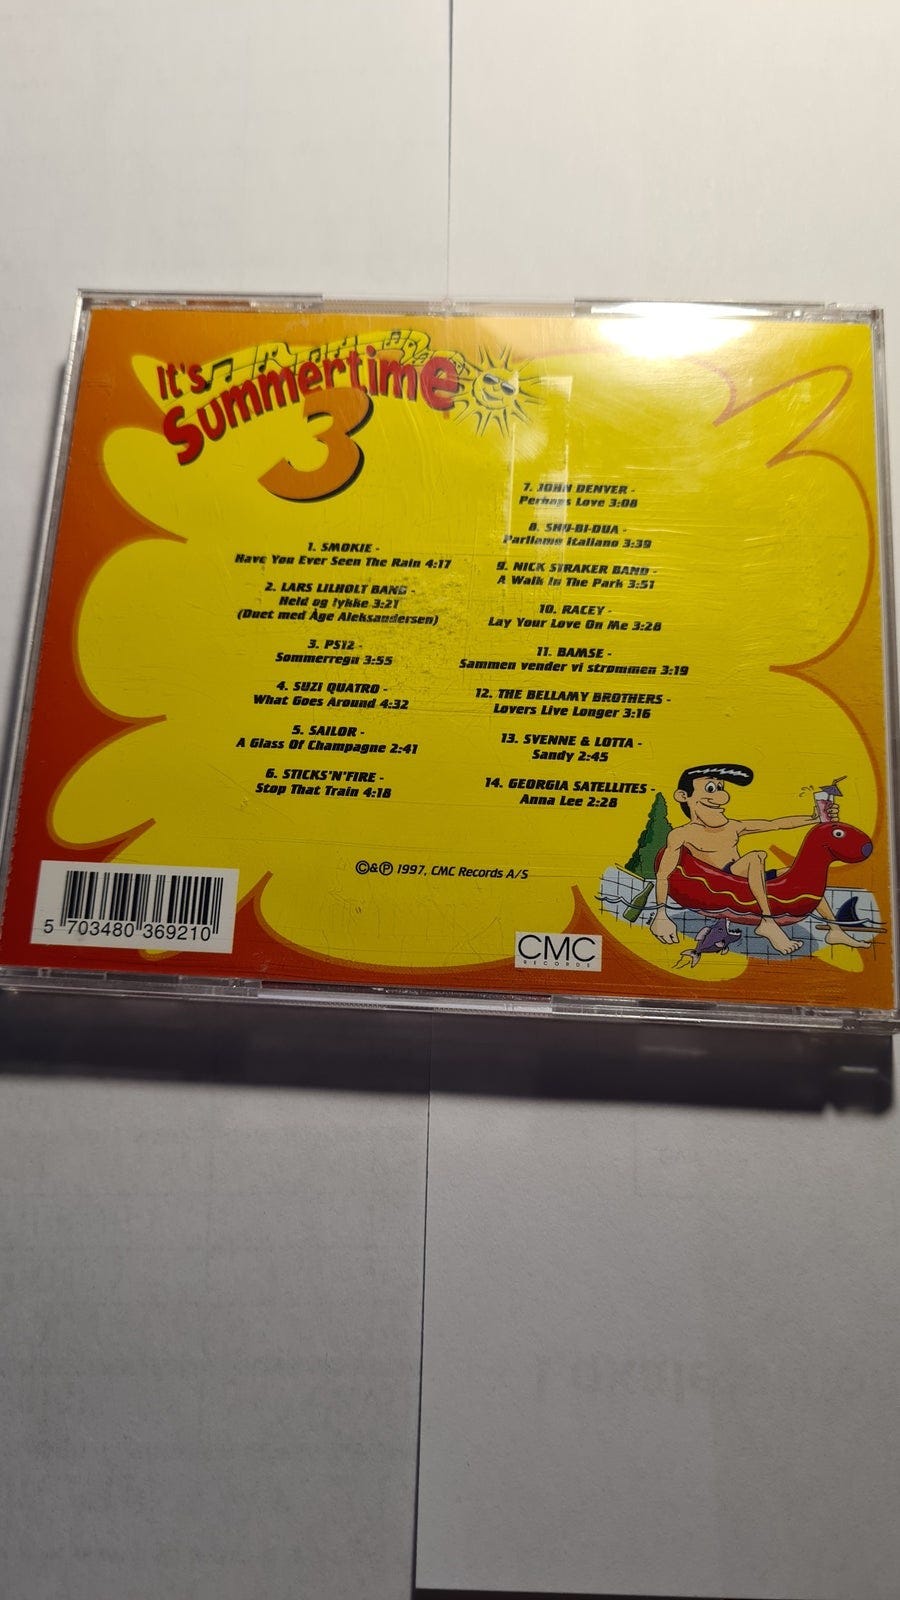 It's
Summertime
3
1. SMOKIE -
Have You Ever Seen The Rain 4:17
2. LARS LILHOLT BAND -
Held og lykke 3:21
(Duet med Åge Aleksandersen)
3. PS12 -
Sommerregn 3:55
4. SUZI QUATRO -
What Goes Around 4:32
5. SAILOR -
A Glass Of Champagne 2:41
6. STICKS'N'FIRE -
Stop That Train 4:18
7. JOHN DENVER -
Perhaps Love 3:08
8. SHU-BI-DUA -
Parliamo Italiano 3:39
9. NICK STRAKER BAND -
A Walk In The Park 3:51
10. RACEY -
Lay Your Love On Me 3:28
11. BAMSE -
Sammen vender vi strømmen 3:19
12. THE BELLAMY BROTHERS -
Lovers Live Longer 3:16
13. SVENNE & LOTTA -
Sandy 2:45
14. GEORGIA SATELLITES -
Anna Lee 2:28
©&℗ 1997, CMC Records A/S
5 703480 369210
CMC
RECORDS